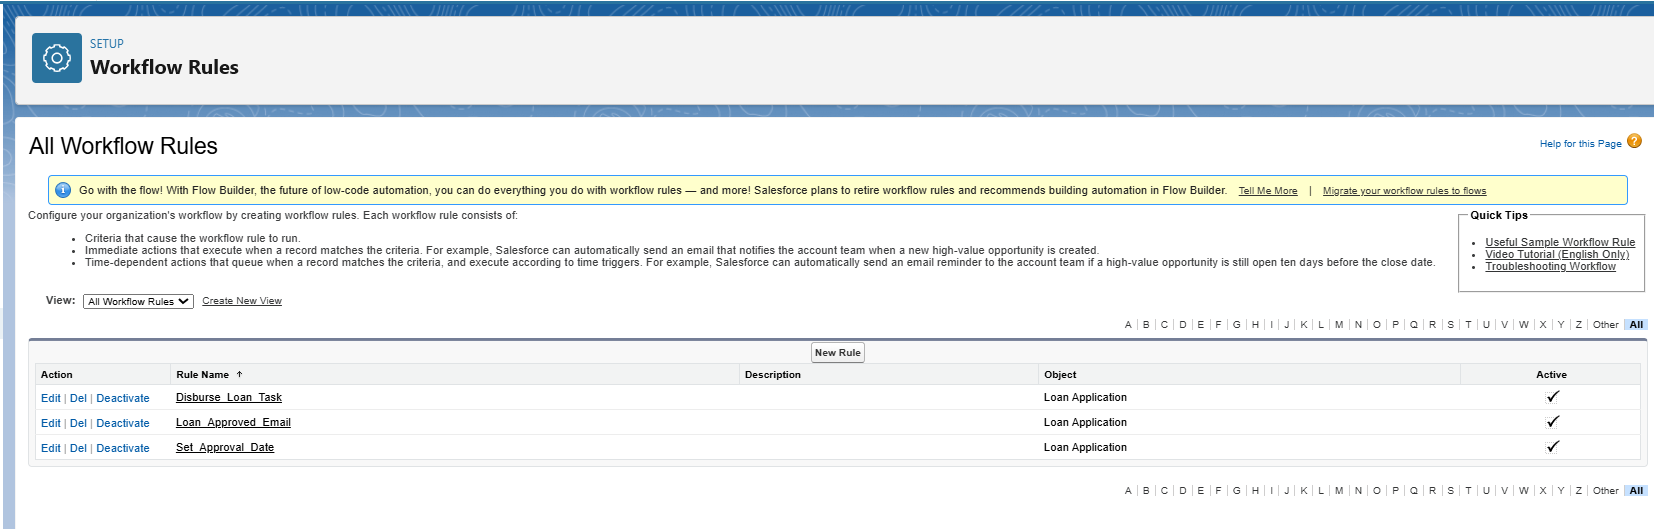 SETUP
Workflow Rules
All Workflow Rules
Help for this Page ?
i Go with the flow! With Flow Builder, the future of low-code automation, you can do everything you do with workflow rules — and more! Salesforce plans to retire workflow rules and recommends building automation in Flow Builder. Tell Me More | Migrate your workflow rules to flows
Configure your organization's workflow by creating workflow rules. Each workflow rule consists of:
• Criteria that cause the workflow rule to run.
• Immediate actions that execute when a record matches the criteria. For example, Salesforce can automatically send an email that notifies the account team when a new high-value opportunity is created.
• Time-dependent actions that queue when a record matches the criteria, and execute according to time triggers. For example, Salesforce can automatically send an email reminder to the account team if a high-value opportunity is still open ten days before the close date.
Quick Tips
• Useful Sample Workflow Rule
• Video Tutorial (English Only)
• Troubleshooting Workflow
View: All Workflow Rules Create New View
A | B | C | D | E | F | G | H | I | J | K | L | M | N | O | P | Q | R | S | T | U | V | W | X | Y | Z | Other | All
New Rule
Action Rule Name ↑ Description Object Active
Edit | Del | Deactivate Disburse_Loan_Task Loan Application ✓
Edit | Del | Deactivate Loan_Approved_Email Loan Application ✓
Edit | Del | Deactivate Set_Approval_Date Loan Application ✓
A | B | C | D | E | F | G | H | I | J | K | L | M | N | O | P | Q | R | S | T | U | V | W | X | Y | Z | Other | All